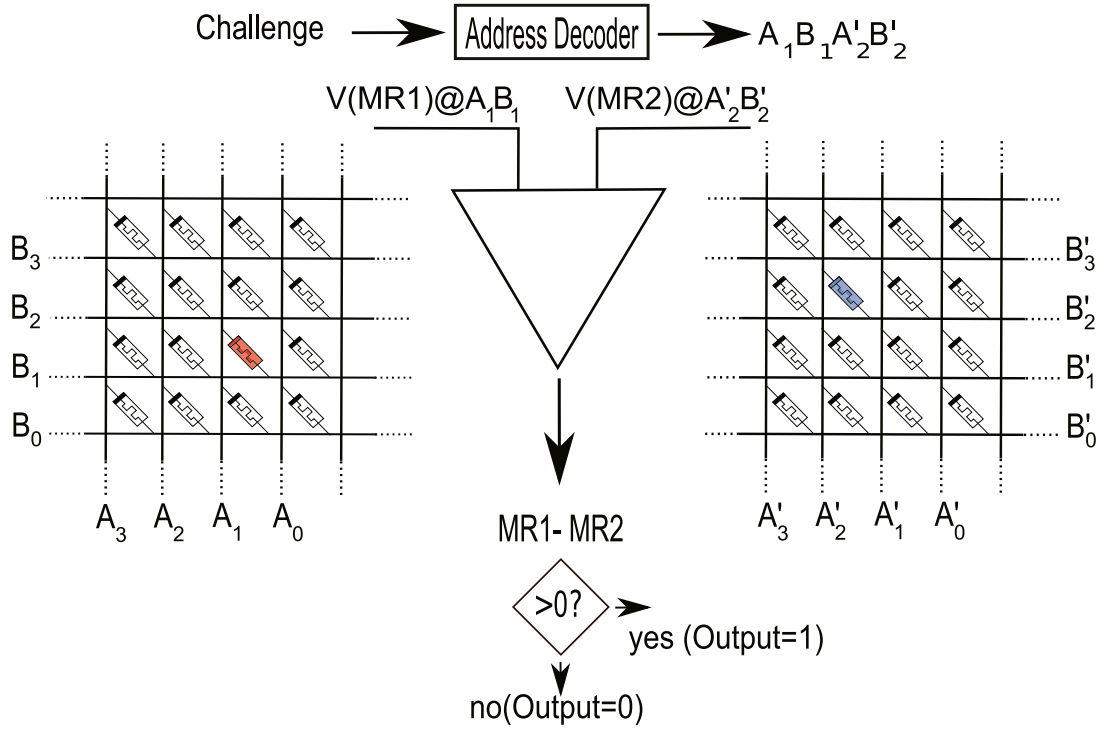 Challenge
Address Decoder
A₁B₁A'₂B'₂
V(MR1)@A₁B₁
V(MR2)@A'₂B'₂
B₃
B₂
B₁
B₀
A₃ A₂ A₁ A₀
B'₃
B'₂
B'₁
B'₀
A'₃ A'₂ A'₁ A'₀
MR1- MR2
>0?
yes (Output=1)
no(Output=0)